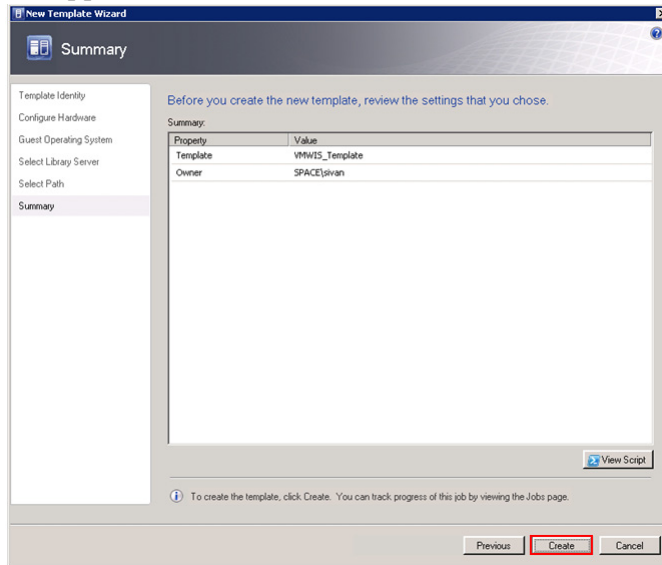 New Template Wizard
Summary
Template Identity
Configure Hardware
Guest Operating System
Select Library Server
Select Path
Summary
Before you create the new template, review the settings that you chose.
Summary:
Property Value
Template VMWIS_Template
Owner SPACE\sivan
View Script
To create the template, click Create. You can track progress of this job by viewing the Jobs page.
Previous Create Cancel